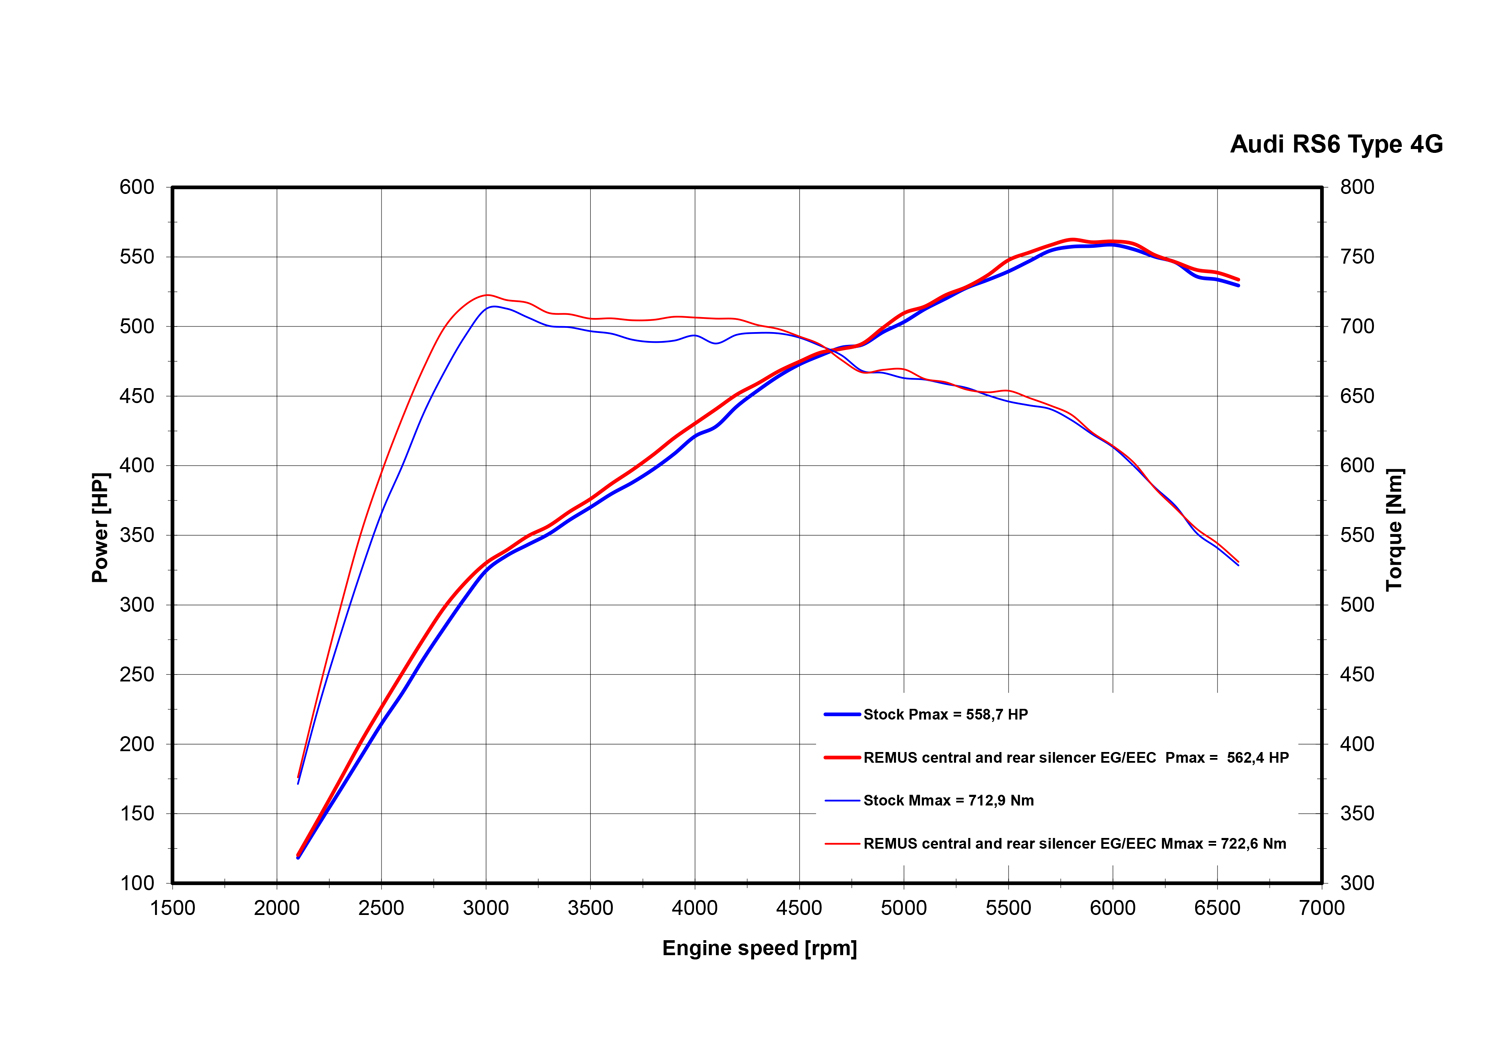 Audi RS6 Type 4G
600
550
500
450
400
350
300
250
200
150
100
Power [HP]
800
750
700
650
600
550
500
450
400
350
300
Torque [Nm]
Stock Pmax = 558,7 HP
REMUS central and rear silencer EG/EEC  Pmax =  562,4 HP
Stock Mmax = 712,9 Nm
REMUS central and rear silencer EG/EEC Mmax = 722,6 Nm
1500 2000 2500 3000 3500 4000 4500 5000 5500 6000 6500 7000
Engine speed [rpm]